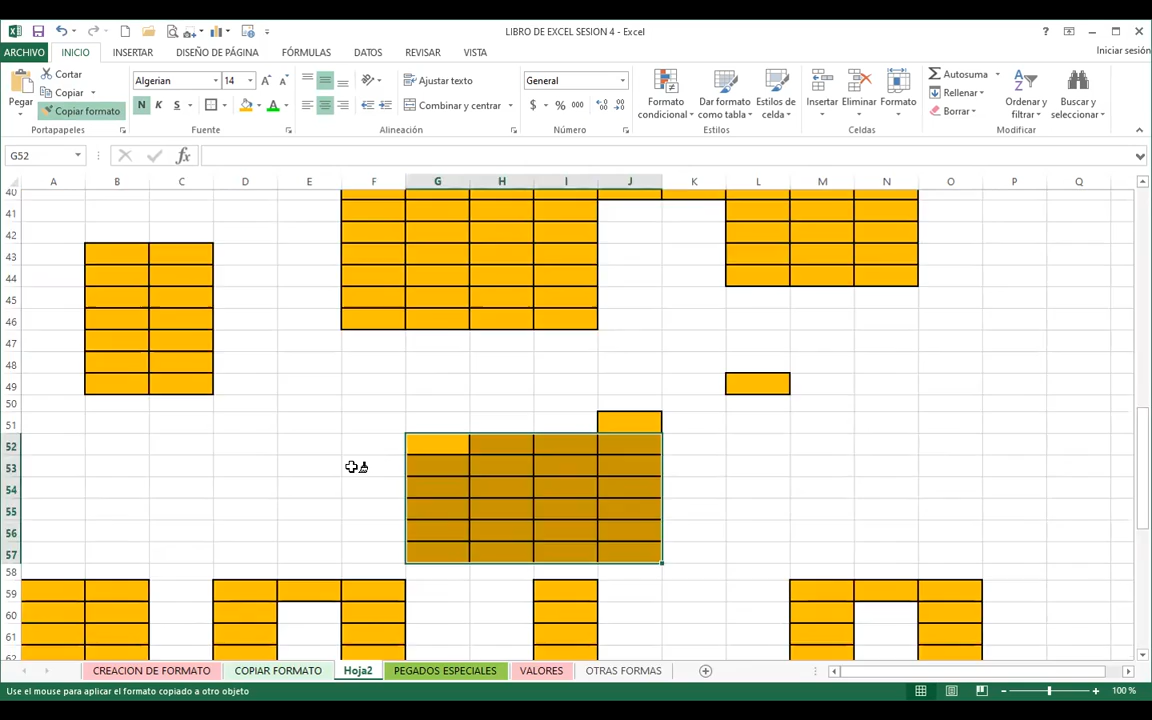 LIBRO DE EXCEL SESION 4 - Excel
ARCHIVO INICIO INSERTAR DISEÑO DE PÁGINA FÓRMULAS DATOS REVISAR VISTA Iniciar sesión
Pegar
Cortar
Copiar
Copiar formato
Portapapeles
Algerian 14
N K S
Fuente
Ajustar texto
Combinar y centrar
Alineación
General
$ % 000
Número
Formato condicional
Dar formato como tabla
Estilos de celda
Estilos
Insertar Eliminar Formato
Celdas
Autosuma
Rellenar
Borrar
Ordenar y filtrar
Buscar y seleccionar
Modificar
G52 fx
A B C D E F G H I J K L M N O P Q
40
41
42
43
44
45
46
47
48
49
50
51
52
53
54
55
56
57
58
59
60
61
62
CREACION DE FORMATO COPIAR FORMATO Hoja2 PEGADOS ESPECIALES VALORES OTRAS FORMAS
Use el mouse para aplicar el formato copiado a otro objeto 100 %